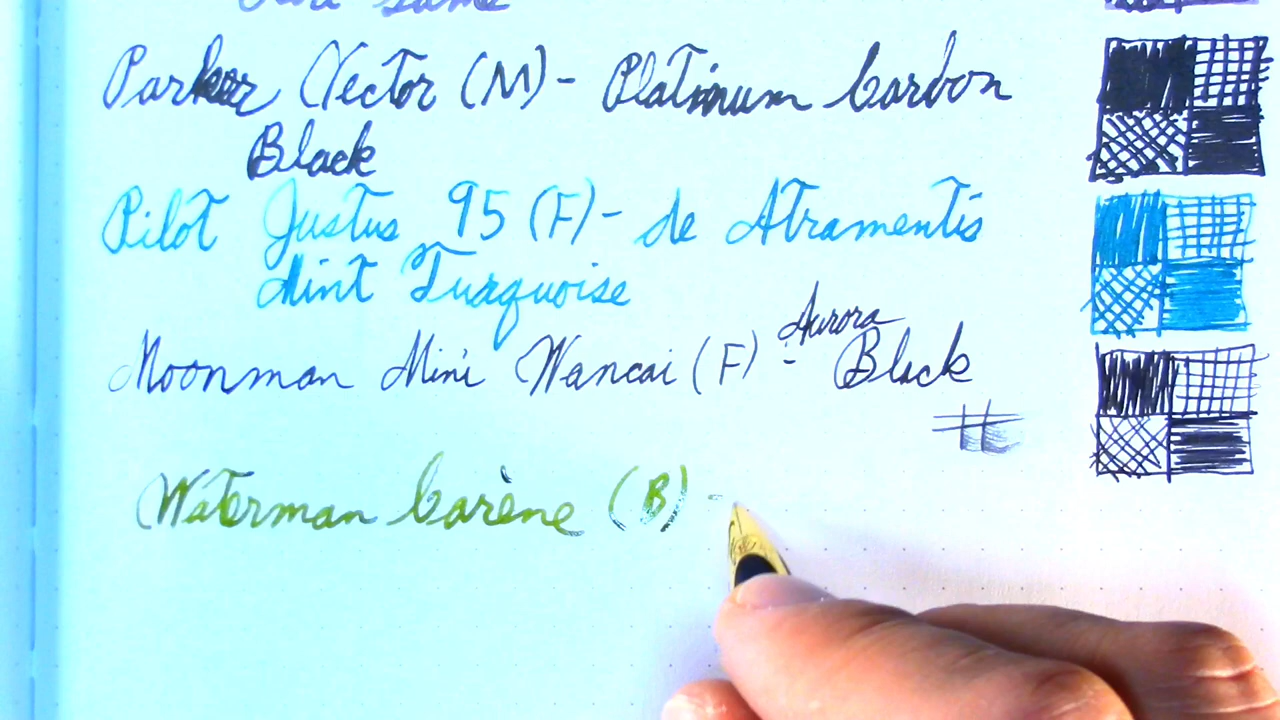 Parker Vector (M) - Platinum Carbon
Black
Pilot Justus 95 (F) - de Atramentis
Mint Turquoise
Aurora
Moonman Mini Wancai (F) - Black
Waterman Carène (B) -